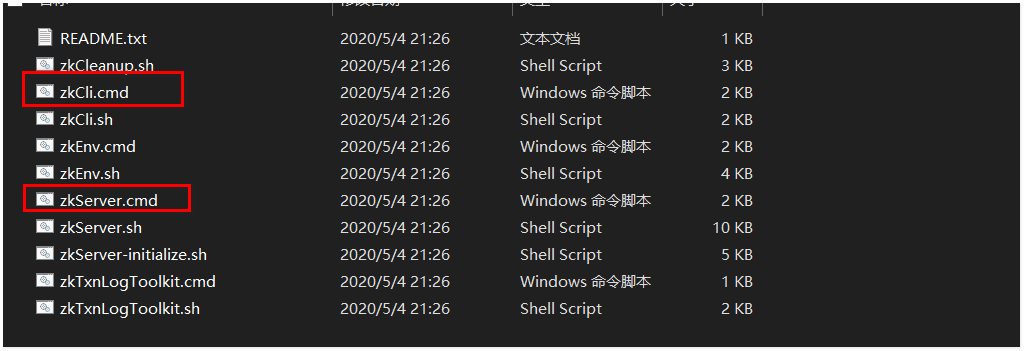 README.txt 2020/5/4 21:26 文本文档 1 KB
zkCleanup.sh 2020/5/4 21:26 Shell Script 3 KB
zkCli.cmd 2020/5/4 21:26 Windows 命令脚本 2 KB
zkCli.sh 2020/5/4 21:26 Shell Script 2 KB
zkEnv.cmd 2020/5/4 21:26 Windows 命令脚本 2 KB
zkEnv.sh 2020/5/4 21:26 Shell Script 4 KB
zkServer.cmd 2020/5/4 21:26 Windows 命令脚本 2 KB
zkServer.sh 2020/5/4 21:26 Shell Script 10 KB
zkServer-initialize.sh 2020/5/4 21:26 Shell Script 5 KB
zkTxnLogToolkit.cmd 2020/5/4 21:26 Windows 命令脚本 1 KB
zkTxnLogToolkit.sh 2020/5/4 21:26 Shell Script 2 KB